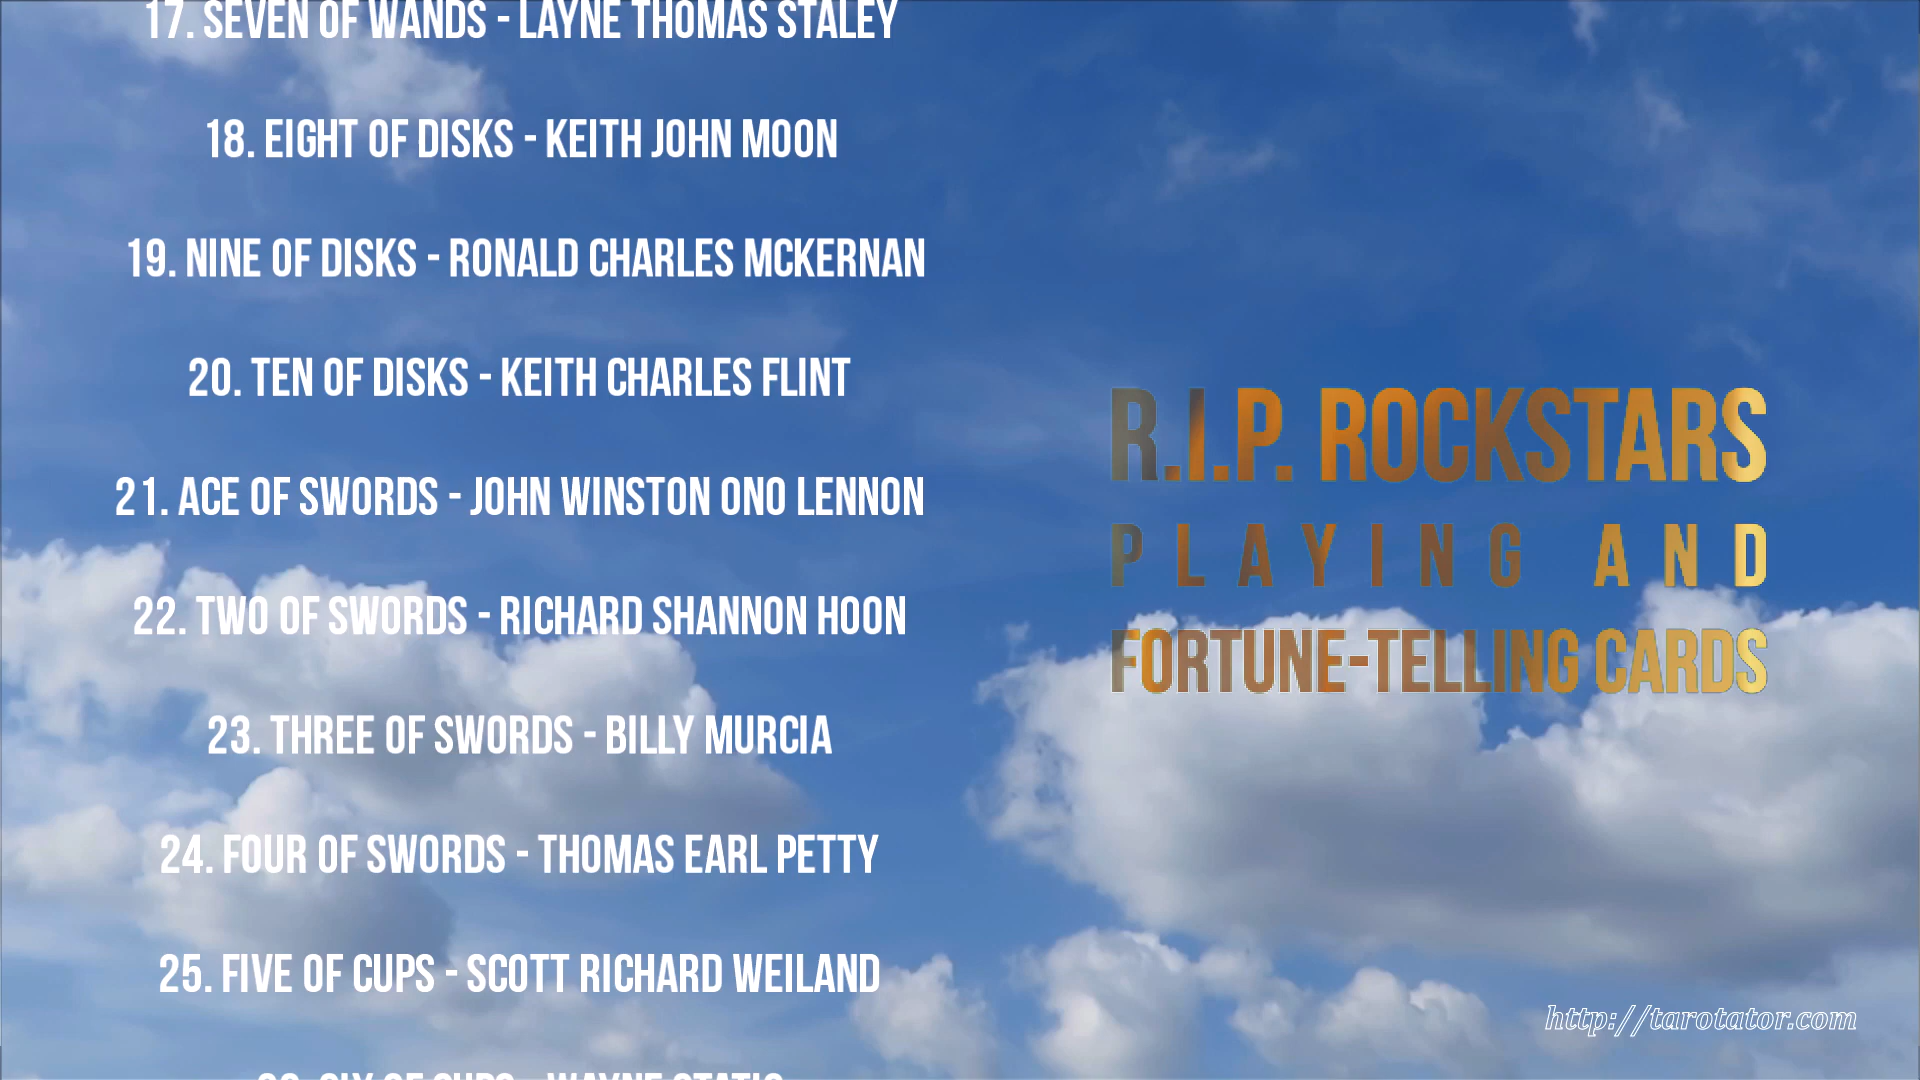 17. SEVEN OF WANDS - LAYNE THOMAS STALEY
18. EIGHT OF DISKS - KEITH JOHN MOON
19. NINE OF DISKS - RONALD CHARLES MCKERNAN
20. TEN OF DISKS - KEITH CHARLES FLINT
21. ACE OF SWORDS - JOHN WINSTON ONO LENNON
22. TWO OF SWORDS - RICHARD SHANNON HOON
23. THREE OF SWORDS - BILLY MURCIA
24. FOUR OF SWORDS - THOMAS EARL PETTY
25. FIVE OF CUPS - SCOTT RICHARD WEILAND
R.I.P. ROCKSTARS
PLAYING AND
FORTUNE-TELLING CARDS
http://tarotator.com